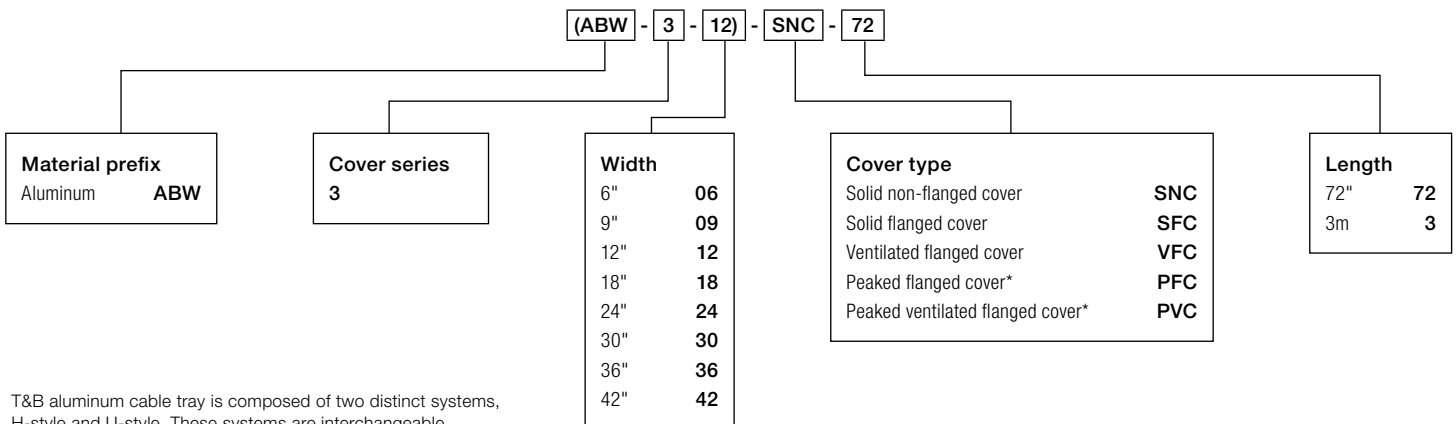 (ABW - 3 - 12) - SNC - 72
Material prefix
Aluminum ABW
Cover series
3
Width
6" 06
9" 09
12" 12
18" 18
24" 24
30" 30
36" 36
42" 42
Cover type
Solid non-flanged cover SNC
Solid flanged cover SFC
Ventilated flanged cover VFC
Peaked flanged cover* PFC
Peaked ventilated flanged cover* PVC
Length
72" 72
3m 3
T&B aluminum cable tray is composed of two distinct systems,
H-style and U-style. These systems are interchangeable